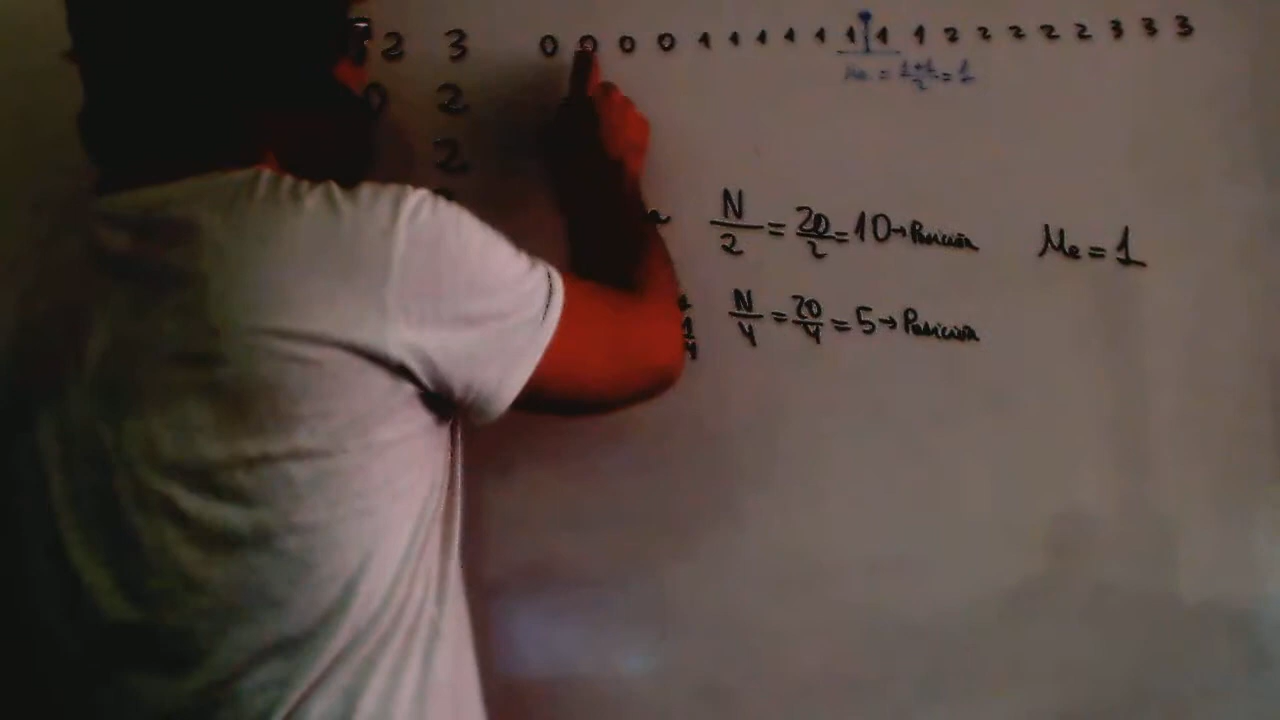 2 3 0 0 0 0 1 1 1 1 1 1 1 1 2 2 2 2 2 3 3 3
Me = 1+1/2 = 1
0 2
2
N/2 = 20/2 = 10 → Posición Me = 1
N/4 = 20/4 = 5 → Posición